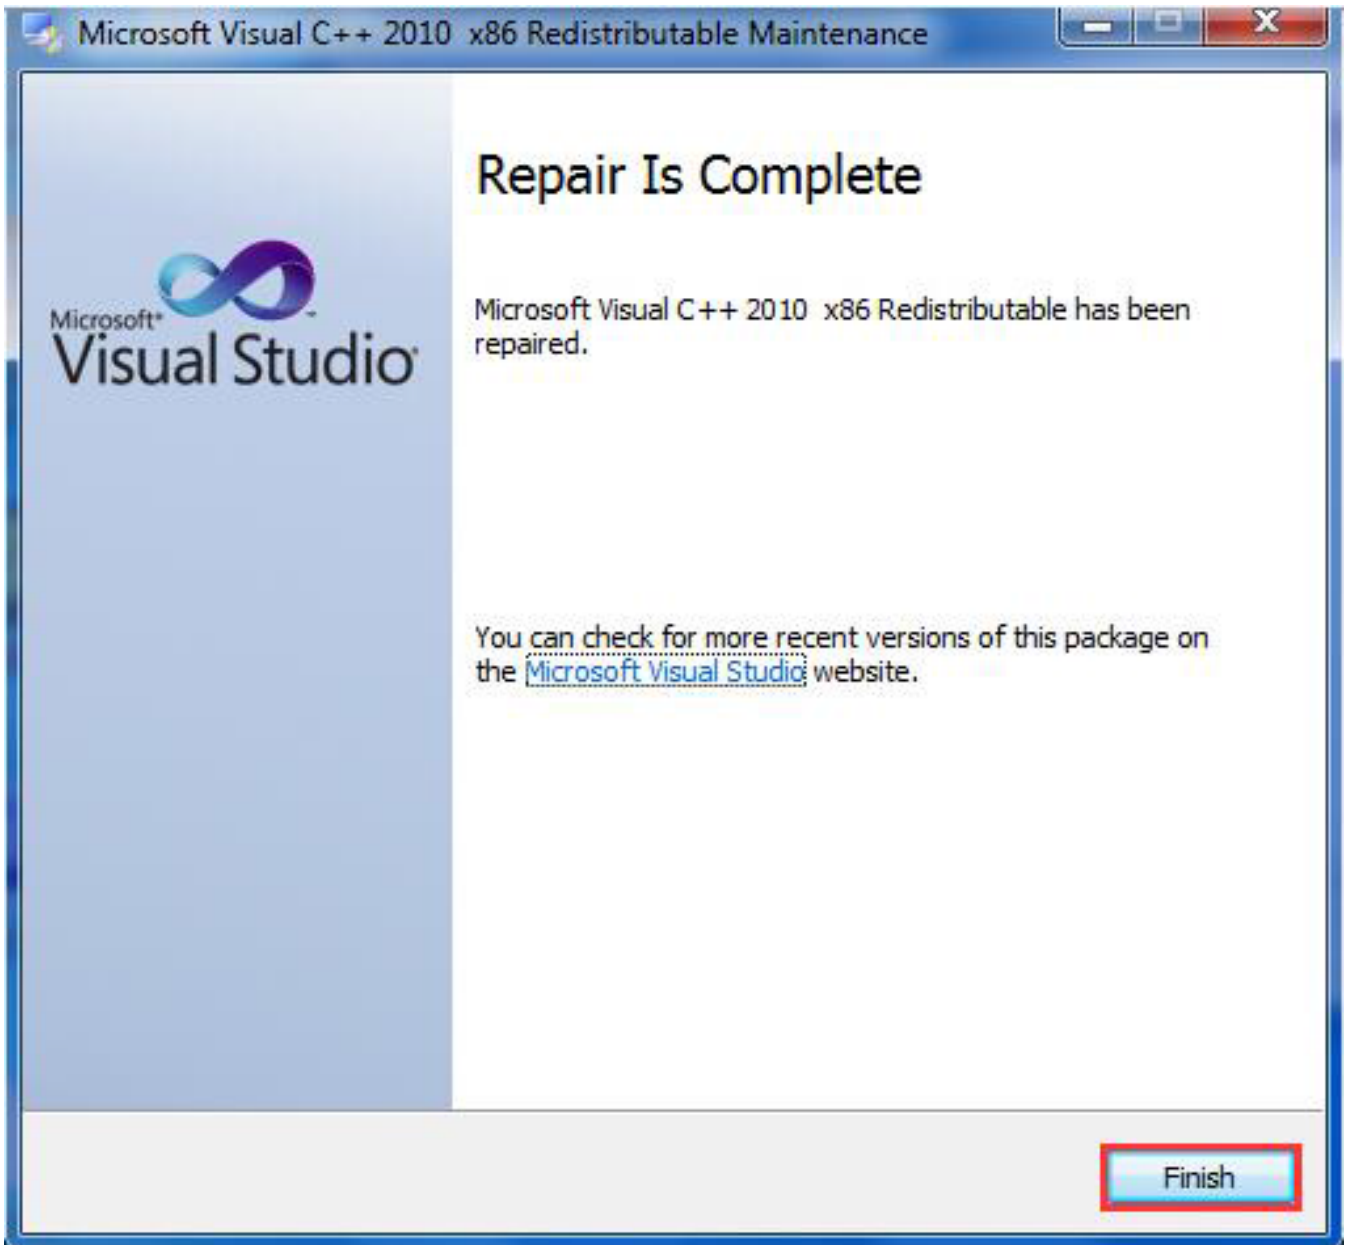 Microsoft Visual C++ 2010  x86 Redistributable Maintenance
Repair Is Complete
Microsoft Visual C++ 2010  x86 Redistributable has been
repaired.
Microsoft®
Visual Studio®
You can check for more recent versions of this package on
the Microsoft Visual Studio website.
Finish